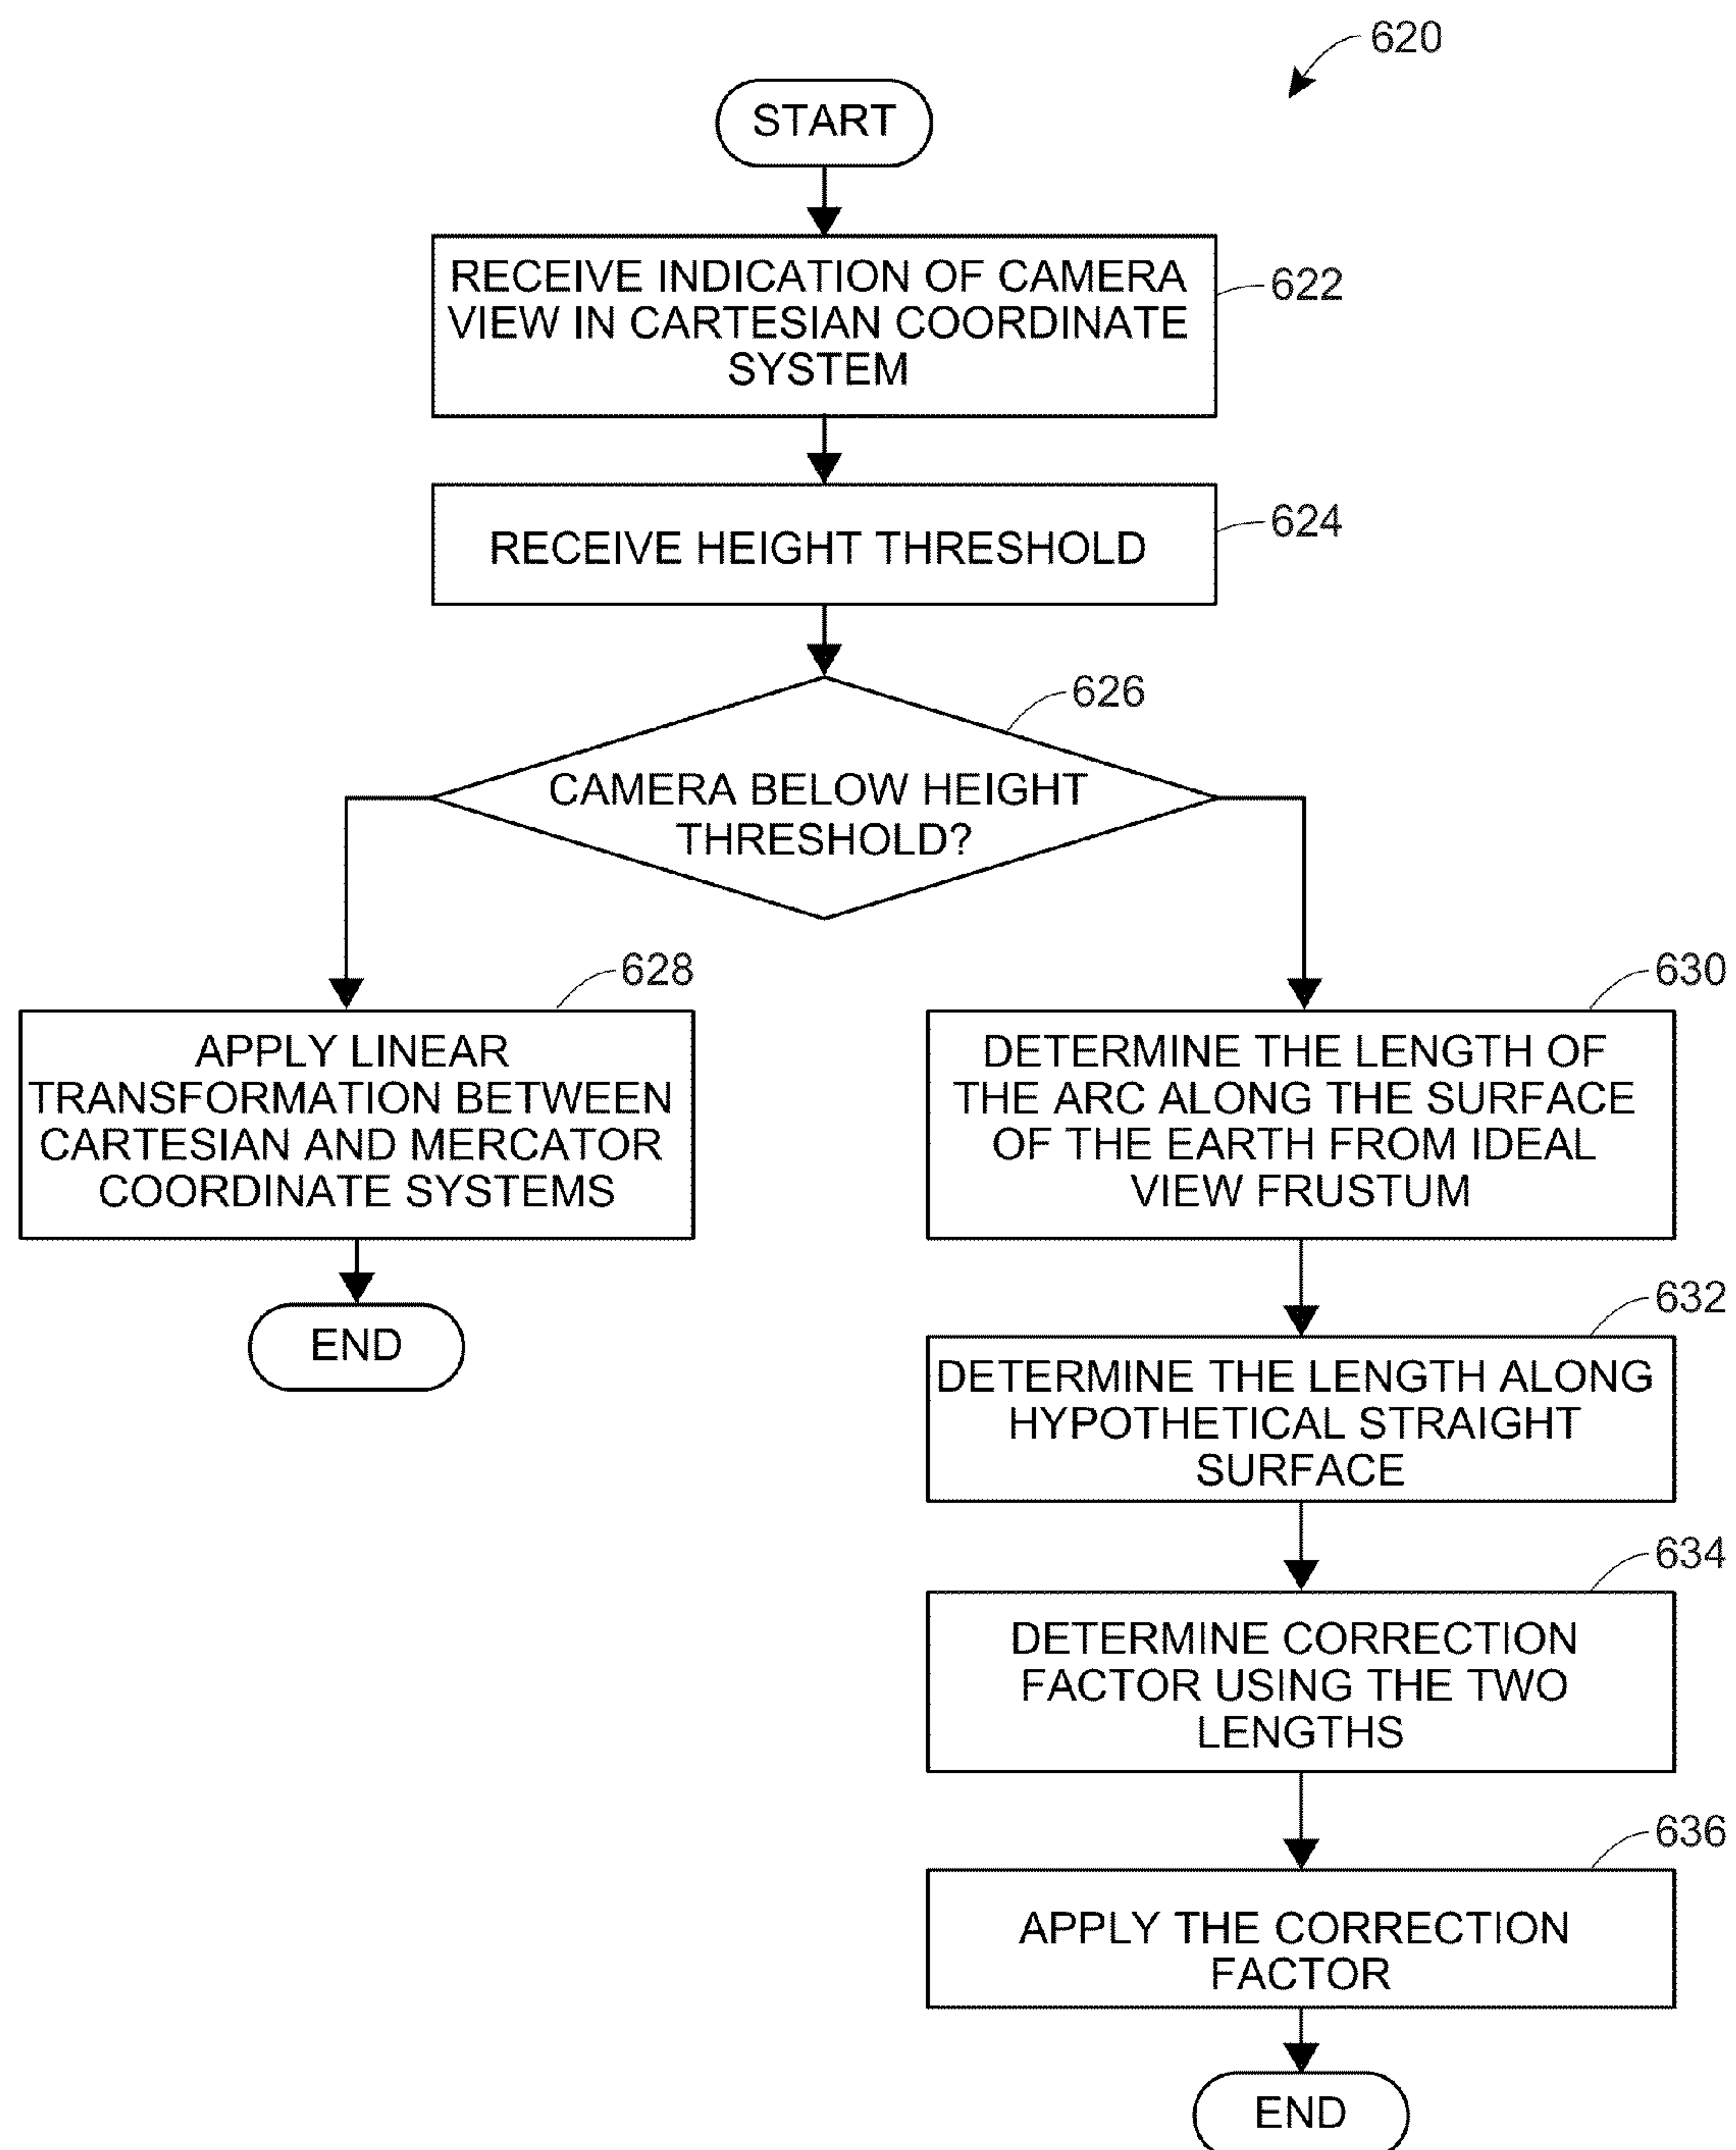 620
START
RECEIVE INDICATION OF CAMERA
VIEW IN CARTESIAN COORDINATE
SYSTEM
622
RECEIVE HEIGHT THRESHOLD
624
626
CAMERA BELOW HEIGHT
THRESHOLD?
628
APPLY LINEAR
TRANSFORMATION BETWEEN
CARTESIAN AND MERCATOR
COORDINATE SYSTEMS
END
630
DETERMINE THE LENGTH OF
THE ARC ALONG THE SURFACE
OF THE EARTH FROM IDEAL
VIEW FRUSTUM
632
DETERMINE THE LENGTH ALONG
HYPOTHETICAL STRAIGHT
SURFACE
634
DETERMINE CORRECTION
FACTOR USING THE TWO
LENGTHS
636
APPLY THE CORRECTION
FACTOR
END